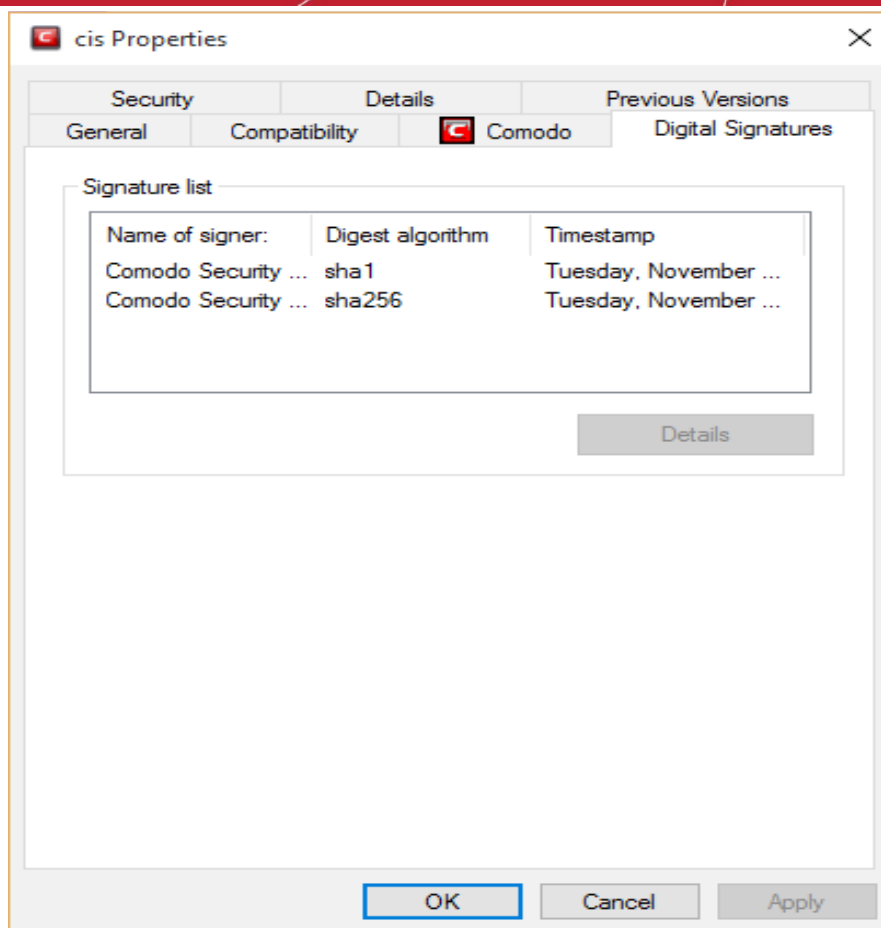 cis Properties
Security Details Previous Versions
General Compatibility Comodo Digital Signatures
Signature list
Name of signer: Digest algorithm Timestamp
Comodo Security ... sha1 Tuesday, November ...
Comodo Security ... sha256 Tuesday, November ...
Details
OK Cancel Apply